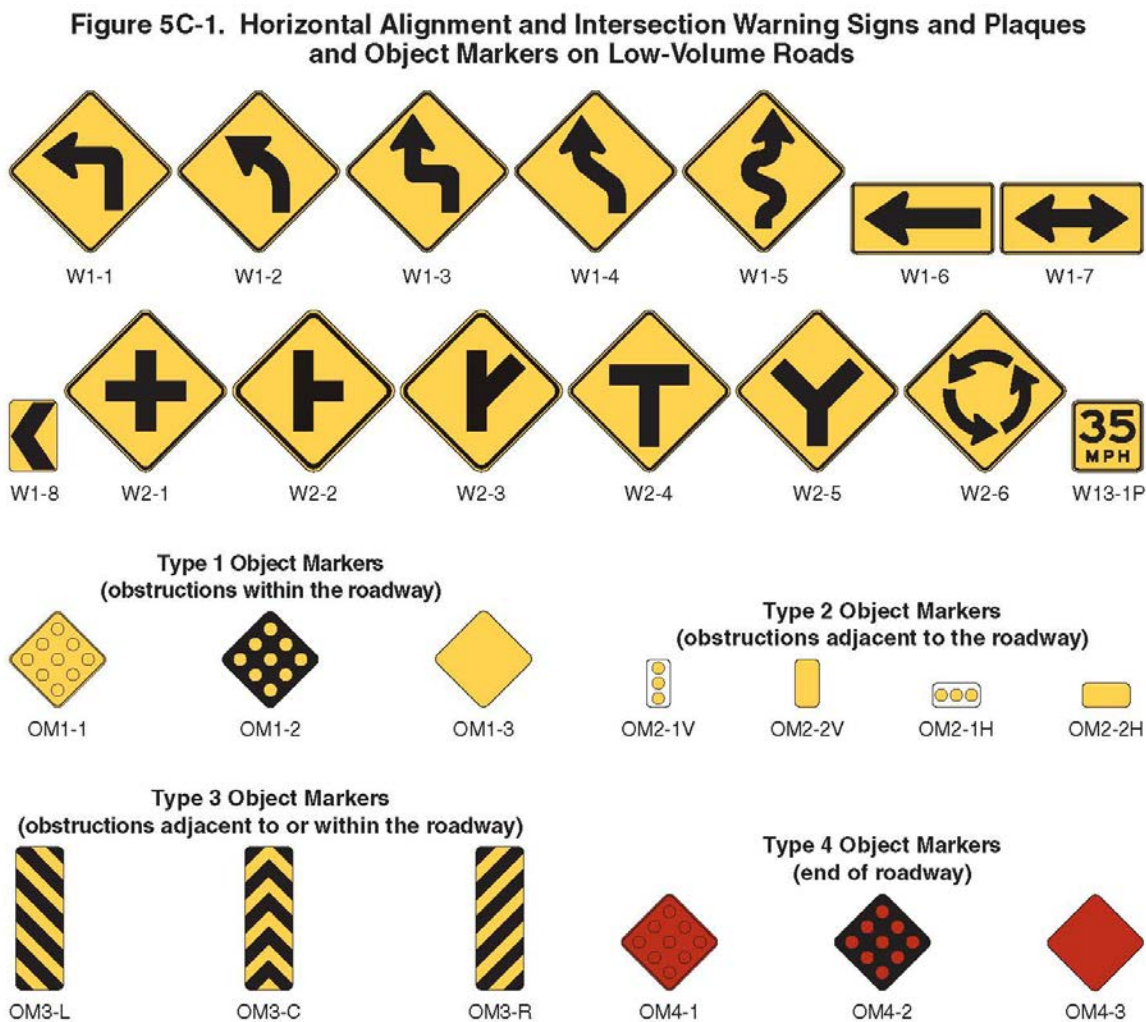 Figure 5C-1. Horizontal Alignment and Intersection Warning Signs and Plaques
and Object Markers on Low-Volume Roads
W1-1
W1-2
W1-3
W1-4
W1-5
W1-6
W1-7
35
MPH
W1-8
W2-1
W2-2
W2-3
W2-4
W2-5
W2-6
W13-1P
Type 1 Object Markers
(obstructions within the roadway)
OM1-1
OM1-2
OM1-3
Type 2 Object Markers
(obstructions adjacent to the roadway)
OM2-1V
OM2-2V
OM2-1H
OM2-2H
Type 3 Object Markers
(obstructions adjacent to or within the roadway)
OM3-L
OM3-C
OM3-R
Type 4 Object Markers
(end of roadway)
OM4-1
OM4-2
OM4-3